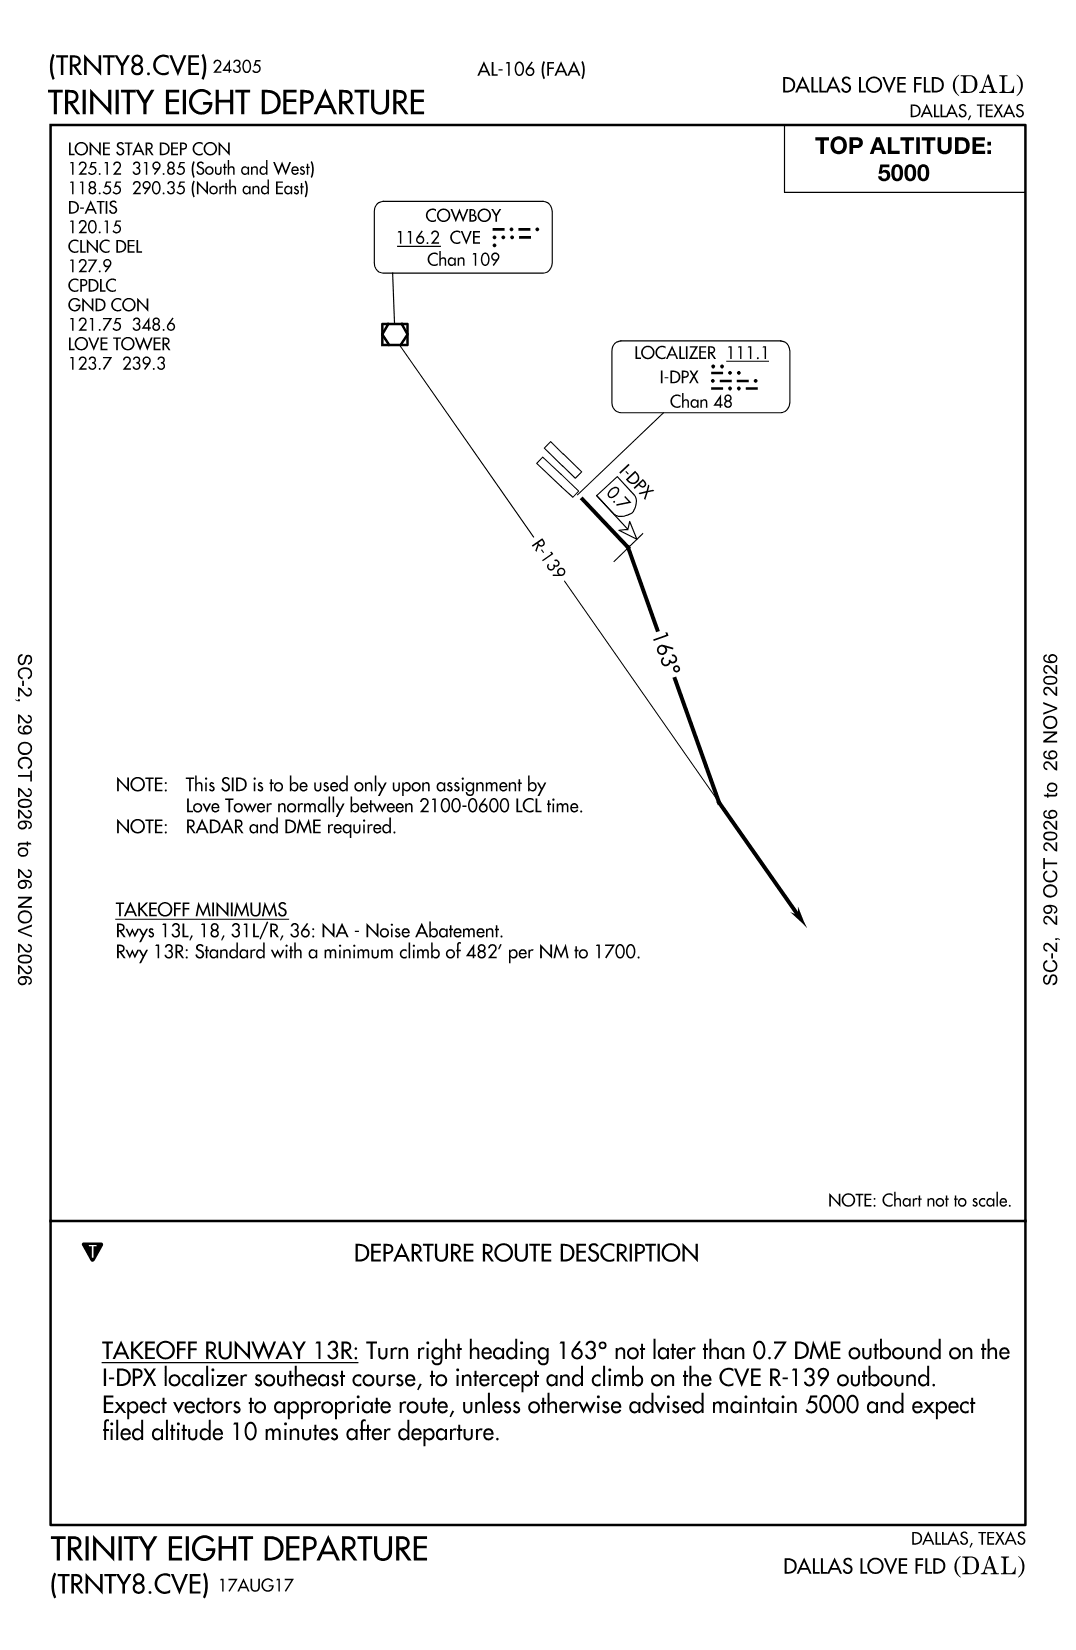 (TRNTY8.CVE) 24305
AL-106 (FAA)
DALLAS LOVE FLD (DAL)
TRINITY EIGHT DEPARTURE
DALLAS, TEXAS
TOP ALTITUDE:
5000
LONE STAR DEP CON
125.12 319.85 (South and West)
118.55 290.35 (North and East)
D-ATIS
120.15
CLNC DEL
127.9
CPDLC
GND CON
121.75 348.6
LOVE TOWER
123.7 239.3
COWBOY
116.2 CVE
Chan 109
LOCALIZER 111.1
I-DPX
Chan 48
I-DPX
0.7
R-139
163°
SC-2, 29 OCT 2026 to 26 NOV 2026
SC-2, 29 OCT 2026 to 26 NOV 2026
NOTE: This SID is to be used only upon assignment by
Love Tower normally between 2100-0600 LCL time.
NOTE: RADAR and DME required.
TAKEOFF MINIMUMS
Rwys 13L, 18, 31L/R, 36: NA - Noise Abatement.
Rwy 13R: Standard with a minimum climb of 482’ per NM to 1700.
NOTE: Chart not to scale.
T
DEPARTURE ROUTE DESCRIPTION
TAKEOFF RUNWAY 13R: Turn right heading 163° not later than 0.7 DME outbound on the
I-DPX localizer southeast course, to intercept and climb on the CVE R-139 outbound.
Expect vectors to appropriate route, unless otherwise advised maintain 5000 and expect
filed altitude 10 minutes after departure.
TRINITY EIGHT DEPARTURE
DALLAS, TEXAS
(TRNTY8.CVE) 17AUG17
DALLAS LOVE FLD (DAL)